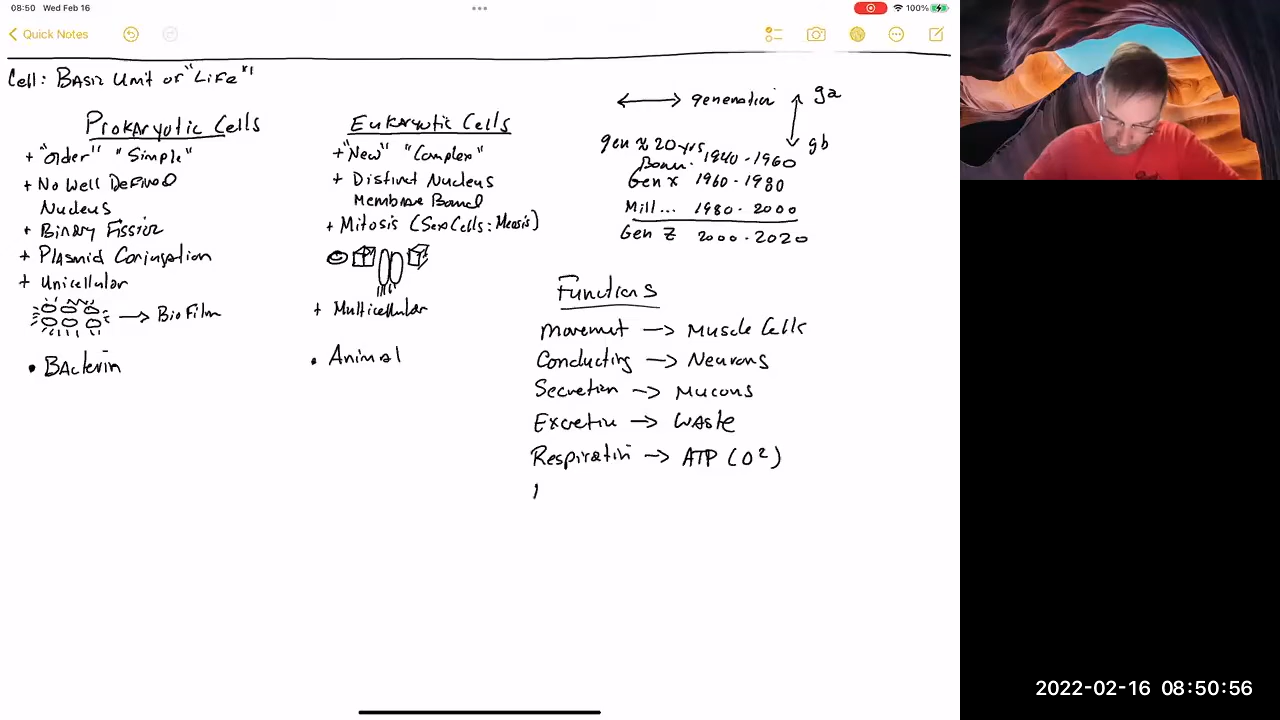 08:50 Wed Feb 16
100%
Quick Notes
Cell: Basic Unit of "Life"
Prokaryotic Cells
+ "Older" "Simple"
+ No Well Defined
Nucleus
+ Binary Fission
+ Plasmid Conjugation
+ Unicellular
→ BioFilm
• Bacteria
Eukaryotic Cells
+ "New" "Complex"
+ Distinct Nucleus
Membrane Bound
+ Mitosis (Sex Cells: Meosis)
+ Multicellular
• Animal
↔ generation ↕ ga
gb
gen ≈ 20 yrs
Boom. 1940 - 1960
Gen X 1960 - 1980
Mill... 1980 - 2000
Gen Z 2000 - 2020
Functions
Movement → Muscle Cells
Conducting → Neurons
Secretion → Mucous
Excretion → Waste
Respiration → ATP (O²)
2022-02-16 08:50:56